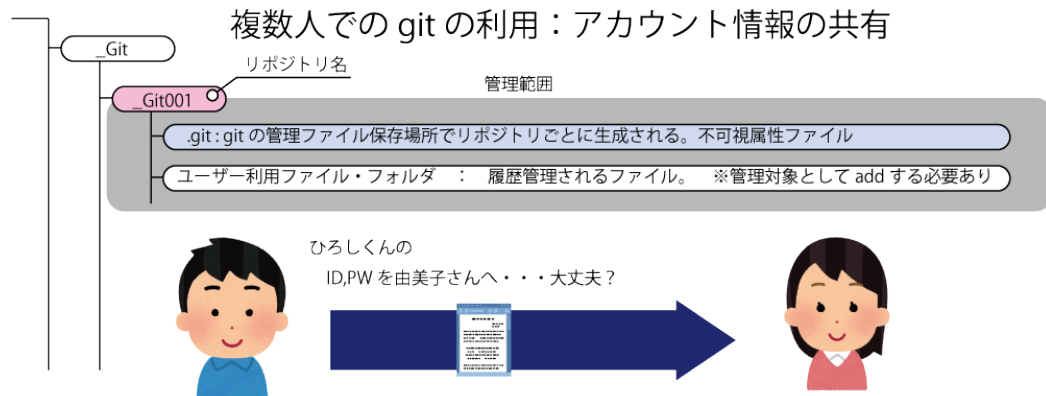 複数人での git の利用：アカウント情報の共有
_Git
リポジトリ名
管理範囲
_Git001
.git : git の管理ファイル保存場所でリポジトリごとに生成される。不可視属性ファイル
ユーザー利用ファイル・フォルダ　：　履歴管理されるファイル。　※管理対象として add する必要あり
ひろしくんの
ID,PW を由美子さんへ・・・大丈夫？